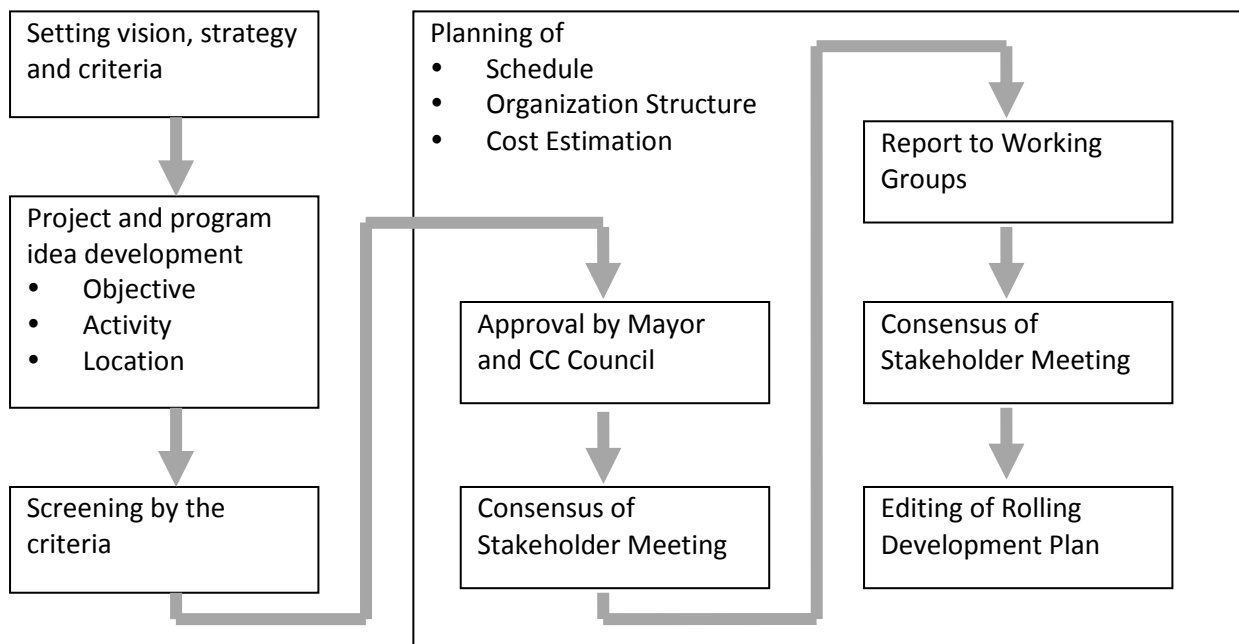 Setting vision, strategy
and criteria
Project and program
idea development
• Objective
• Activity
• Location
Screening by the
criteria
Planning of
• Schedule
• Organization Structure
• Cost Estimation
Approval by Mayor
and CC Council
Consensus of
Stakeholder Meeting
Report to Working
Groups
Consensus of
Stakeholder Meeting
Editing of Rolling
Development Plan